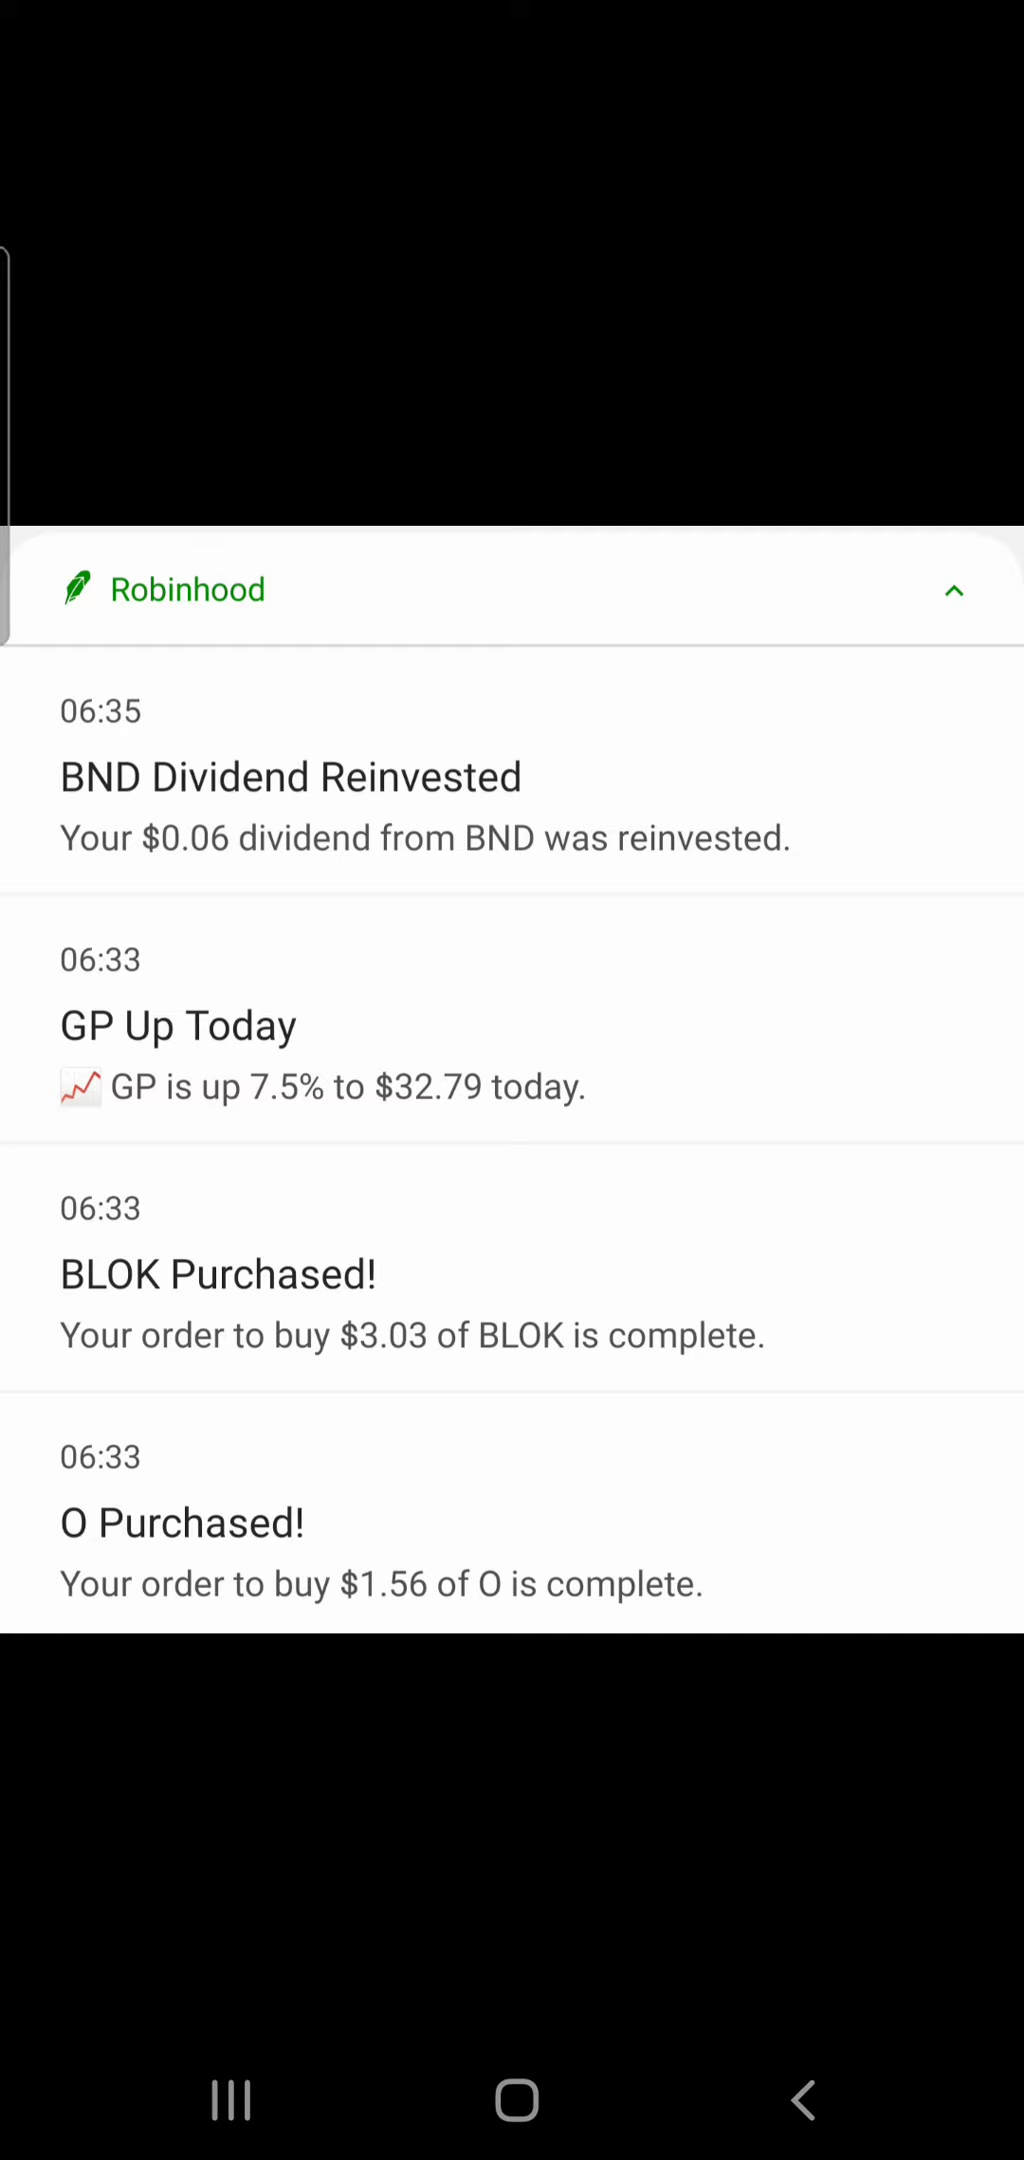 Robinhood
06:35
BND Dividend Reinvested
Your $0.06 dividend from BND was reinvested.
06:33
GP Up Today
📈 GP is up 7.5% to $32.79 today.
06:33
BLOK Purchased!
Your order to buy $3.03 of BLOK is complete.
06:33
O Purchased!
Your order to buy $1.56 of O is complete.